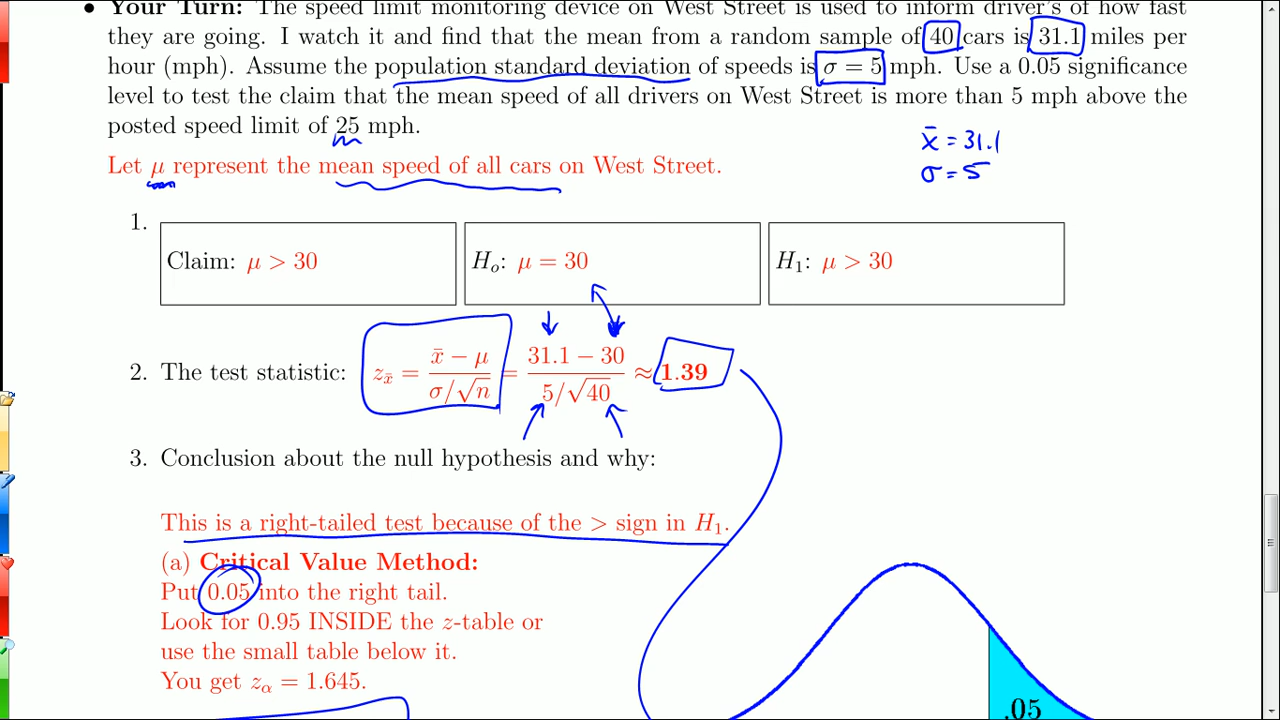 • Your Turn: The speed limit monitoring device on West Street is used to inform driver's of how fast
they are going. I watch it and find that the mean from a random sample of 40 cars is 31.1 miles per
hour (mph). Assume the population standard deviation of speeds is σ = 5 mph. Use a 0.05 significance
level to test the claim that the mean speed of all drivers on West Street is more than 5 mph above the
posted speed limit of 25 mph.
x̄ = 31.1
σ = 5
Let μ represent the mean speed of all cars on West Street.
1.
Claim: μ > 30
Hₒ: μ = 30
H₁: μ > 30
2. The test statistic: z_x̄ = (x̄ − μ)/(σ/√n) = (31.1 − 30)/(5/√40) ≈ 1.39
3. Conclusion about the null hypothesis and why:
This is a right-tailed test because of the > sign in H₁.
(a) Critical Value Method:
Put 0.05 into the right tail.
Look for 0.95 INSIDE the z-table or
use the small table below it.
You get z_α = 1.645.
.05